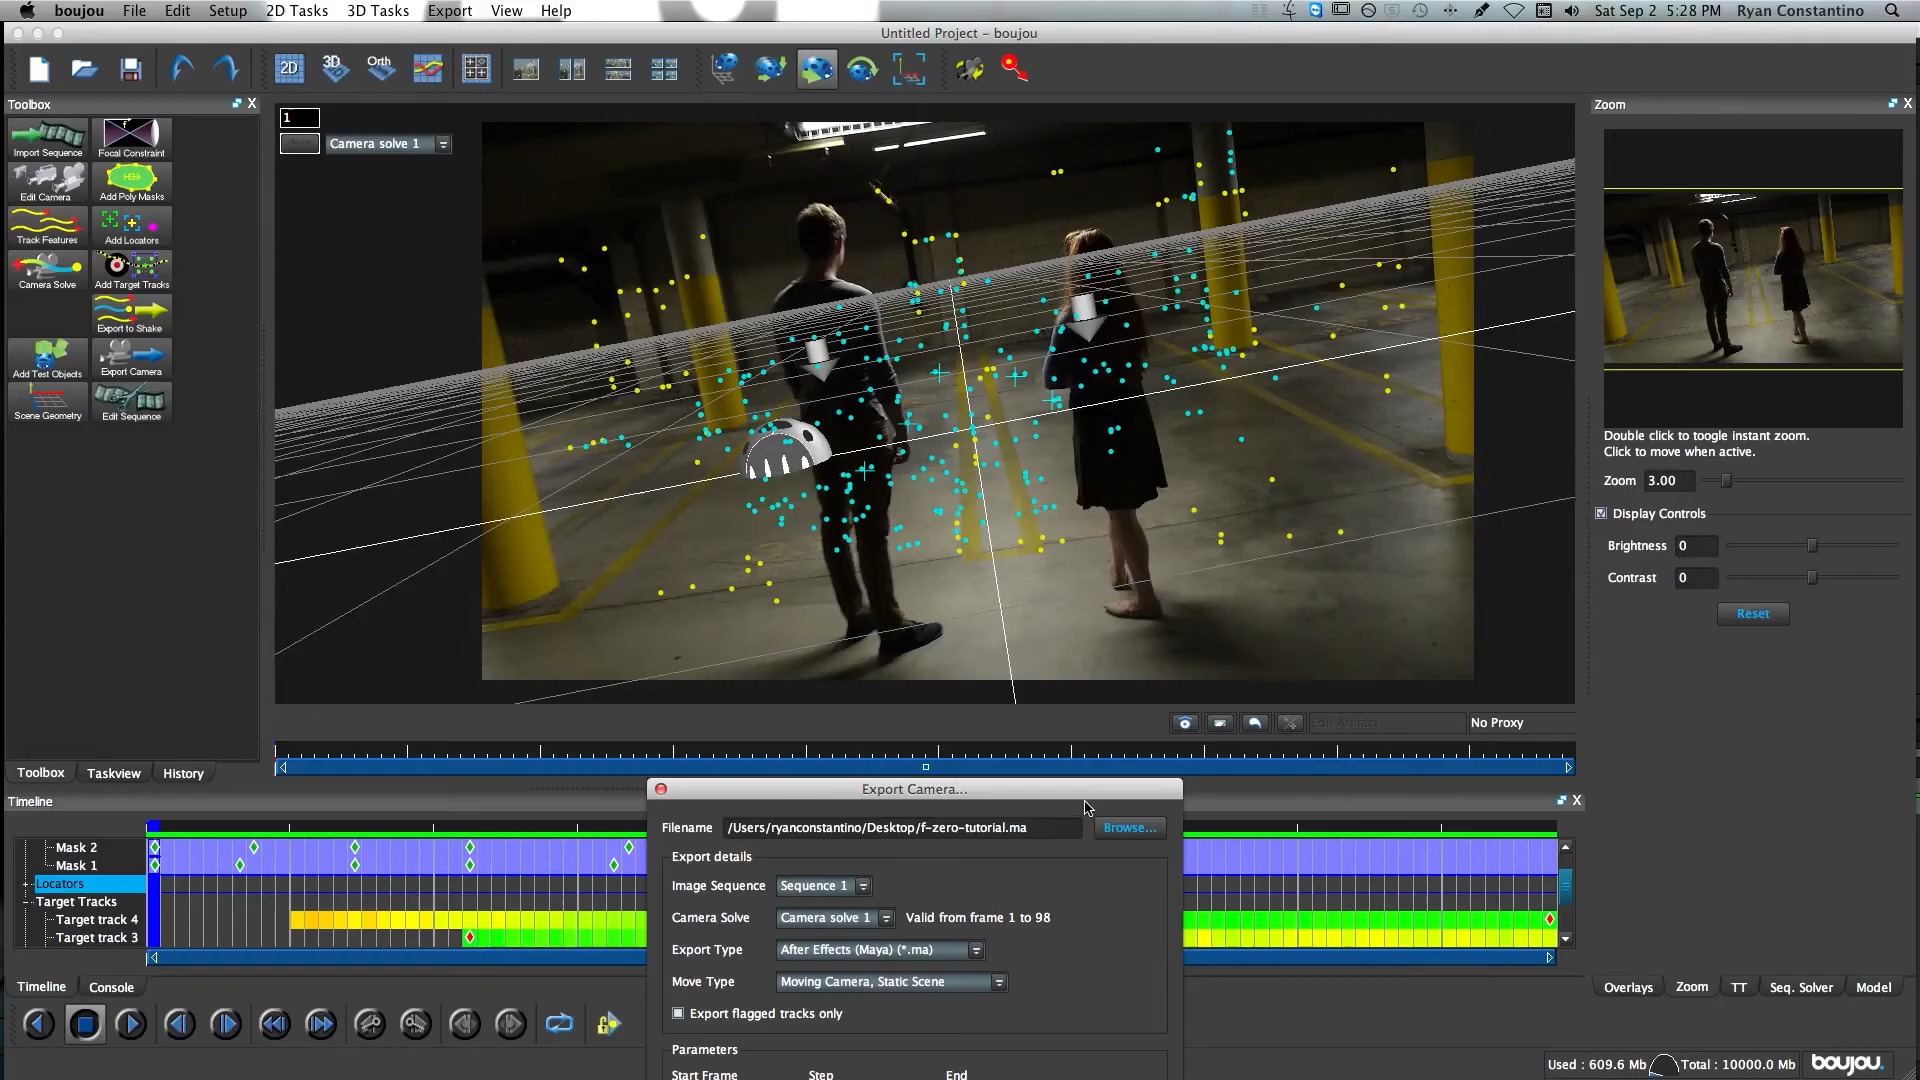 boujou File Edit Setup 2D Tasks 3D Tasks Export View Help Sat Sep 2 5:28 PM Ryan Constantino
Untitled Project – boujou
2D 3D Orth
Toolbox X
Import Sequence Focal Constraint
Edit Camera Add Poly Masks
Track Features Add Locators
Camera Solve Add Target Tracks
Export to Shake
Add Test Objects Export Camera
Scene Geometry Edit Sequence
1
Camera solve 1
Zoom X
Double click to toogle instant zoom.
Click to move when active.
Zoom 3.00
Display Controls
Brightness 0
Contrast 0
Reset
Edit Artifact No Proxy
Toolbox Taskview History
Timeline X
Mask 2
Mask 1
Locators
Target Tracks
Target track 4
Target track 3
Timeline Console
Export Camera...
Filename /Users/ryanconstantino/Desktop/f-zero-tutorial.ma Browse...
Export details
Image Sequence Sequence 1
Camera Solve Camera solve 1 Valid from frame 1 to 98
Export Type After Effects (Maya) (*.ma)
Move Type Moving Camera, Static Scene
Export flagged tracks only
Parameters
Start Frame Step End
Overlays Zoom TT Seq. Solver Model
Used : 609.6 Mb Total : 10000.0 Mb boujou.